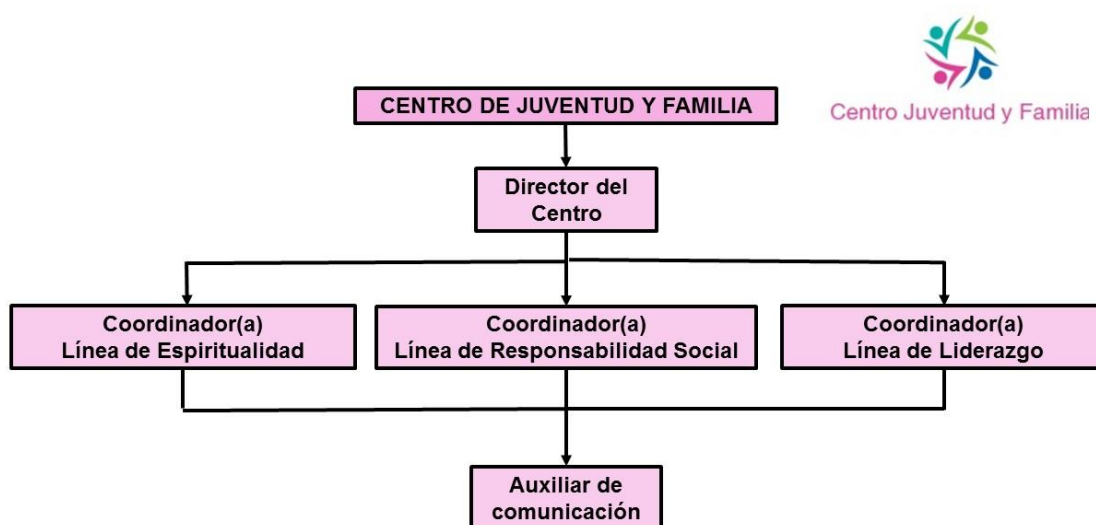 Centro Juventud y Familia
CENTRO DE JUVENTUD Y FAMILIA
Director del
Centro
Coordinador(a)
Línea de Espiritualidad
Coordinador(a)
Línea de Responsabilidad Social
Coordinador(a)
Línea de Liderazgo
Auxiliar de
comunicación